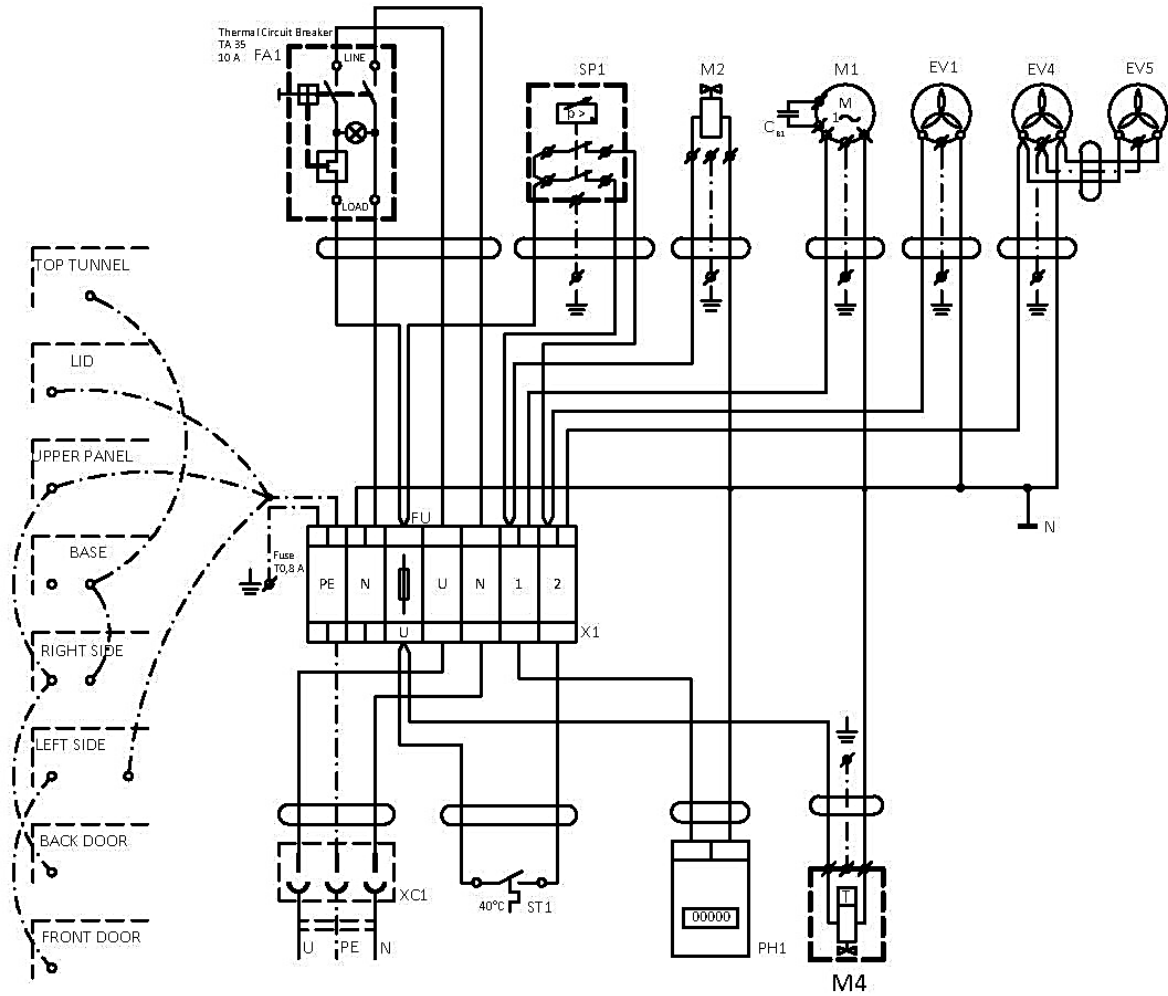 Thermal Circuit Breaker
TA 35
10 A
FA1
LINE
LOAD
SP1
p >
M2
M1
M
1 ~
C B1
EV1
EV4
EV5
TOP TUNNEL
LID
UPPER PANEL
BASE
RIGHT SIDE
LEFT SIDE
BACK DOOR
FRONT DOOR
N
FU
Fuse
T0,8 A
PE N U N 1 2
U
X1
XC1
U PE N
40°C
ST1
00000
PH1
T
M4